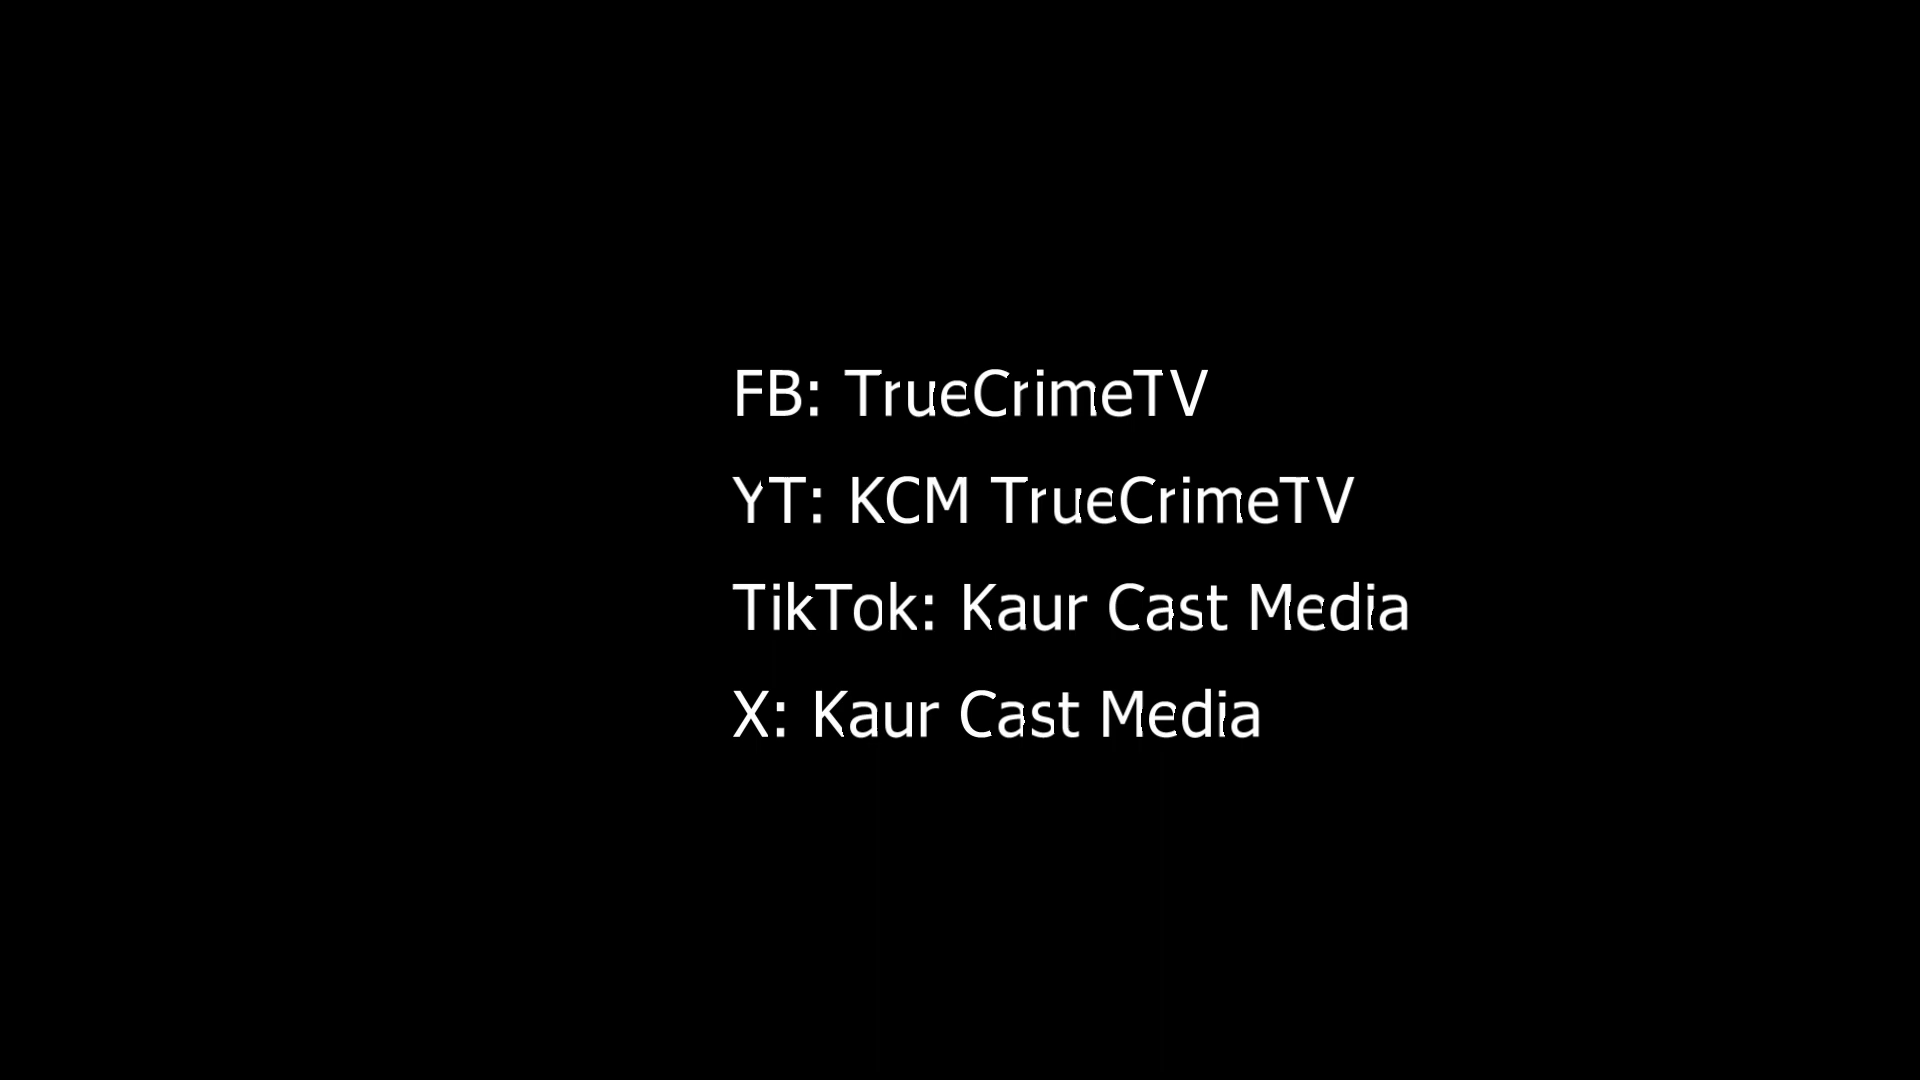 FB: TrueCrimeTV
YT: KCM TrueCrimeTV
TikTok: Kaur Cast Media
X: Kaur Cast Media